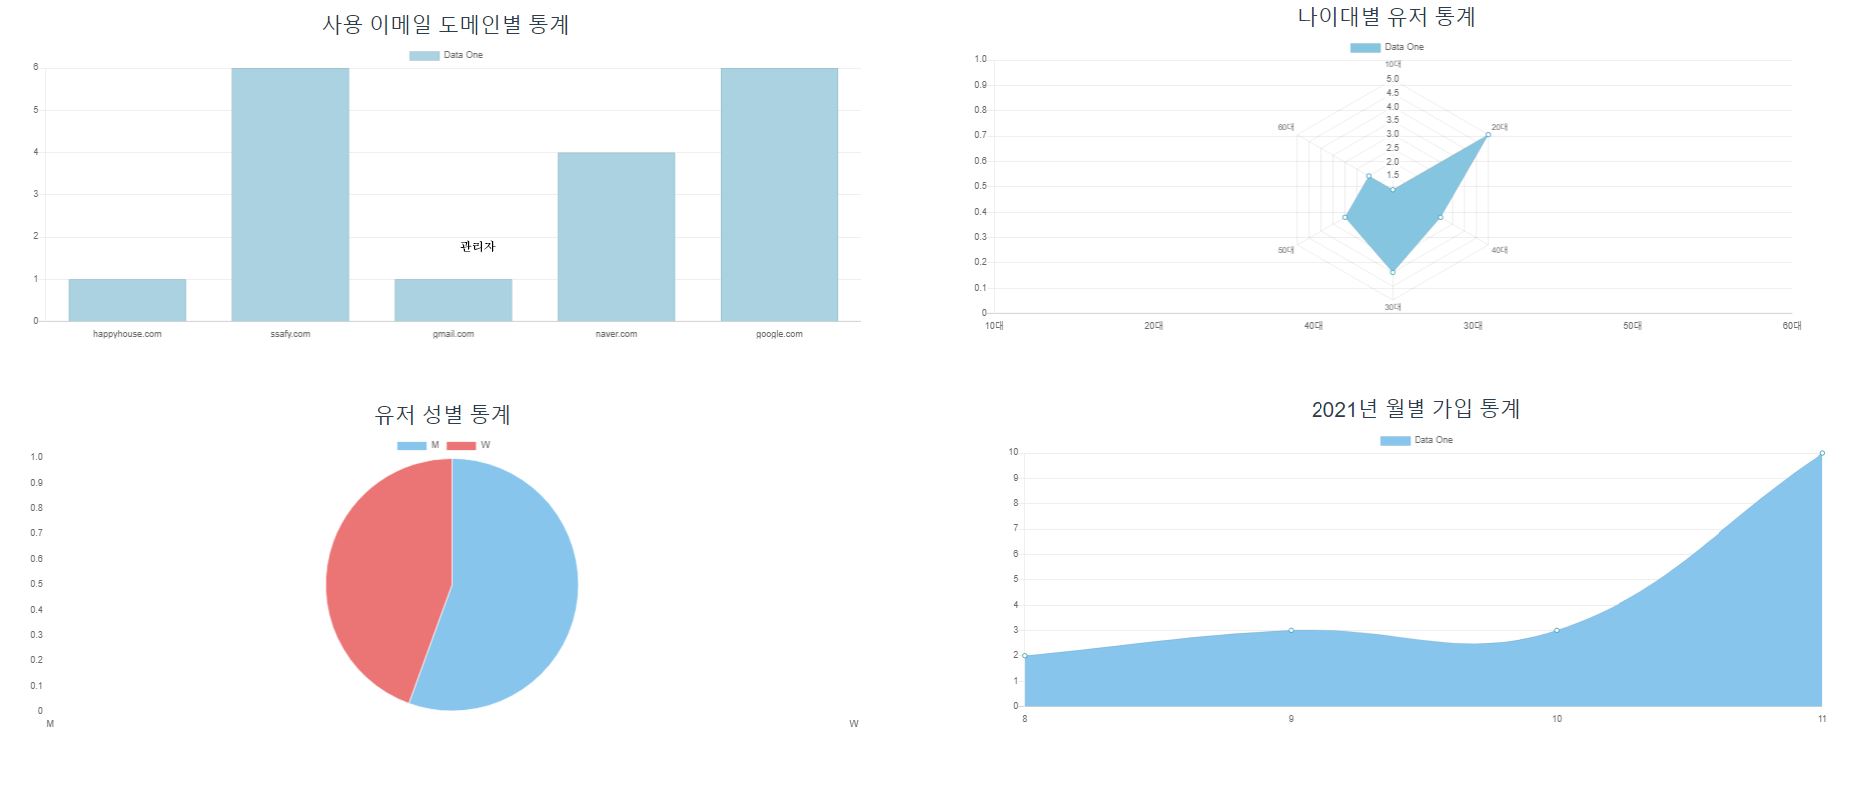 사용 이메일 도메인별 통계
Data One
6
5
4
3
2
1
0
관리자
happyhouse.com
ssafy.com
gmail.com
naver.com
google.com
나이대별 유저 통계
Data One
1.0
0.9
0.8
0.7
0.6
0.5
0.4
0.3
0.2
0.1
0
10대
5.0
4.5
4.0
3.5
3.0
2.5
2.0
1.5
60대
20대
50대
40대
30대
10대
20대
40대
30대
50대
60대
유저 성별 통계
M
W
1.0
0.9
0.8
0.7
0.6
0.5
0.4
0.3
0.2
0.1
0
M
W
2021년 월별 가입 통계
Data One
10
9
8
7
6
5
4
3
2
1
0
8
9
10
11